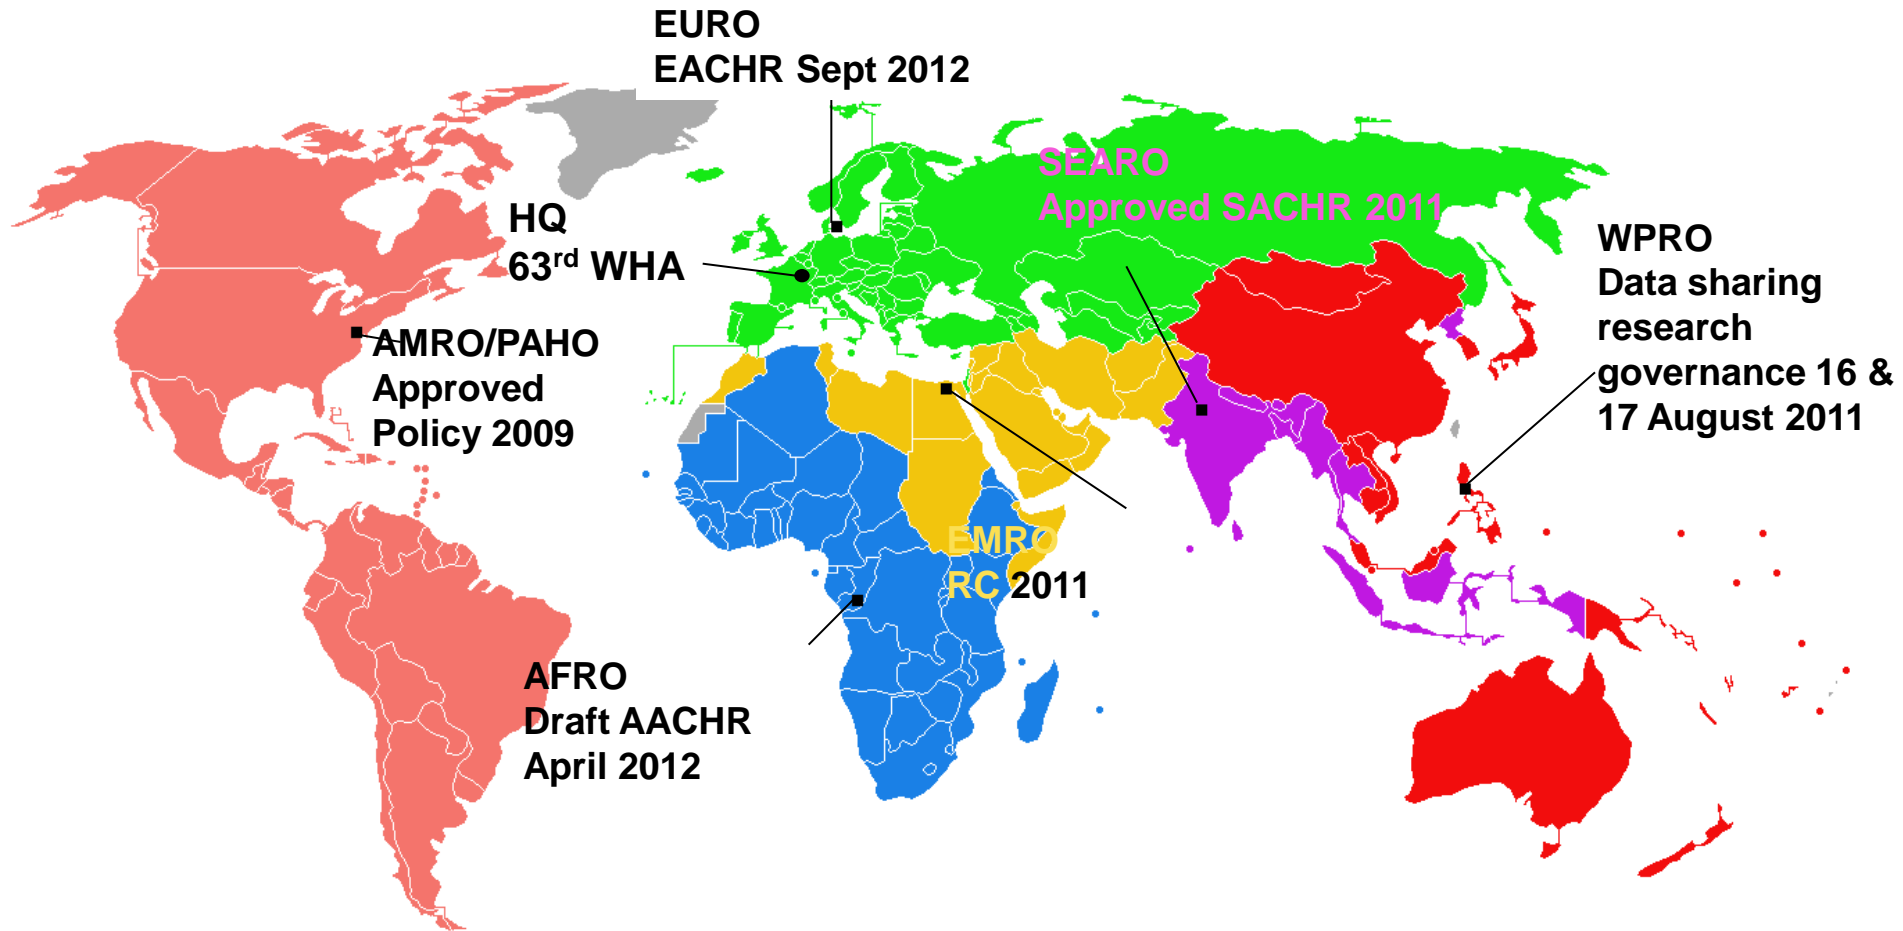 EURO
EACHR Sept 2012
SEARO
Approved SACHR 2011
HQ
63rd WHA
WPRO
Data sharing
research
governance 16 &
17 August 2011
AMRO/PAHO
Approved
Policy 2009
EMRO
RC 2011
AFRO
Draft AACHR
April 2012